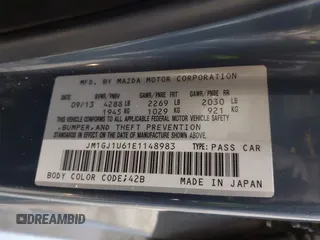 MFD. BY MAZDA MOTOR CORPORATION
DATE GVWR/PNBV GAWR/PNBE FR GAWR/PNBE RR
09/13 4288 LB 2269 LB 2030 LB
1945 KG 1029 KG 921 KG
THIS VEHICLE CONFORMS TO ALL APPLICABLE FEDERAL MOTOR VEHICLE SAFETY,
BUMPER, AND THEFT PREVENTION
STANDARDS IN EFFECT ON THE DATE OF MANUFACTURE SHOWN ABOVE.
JM1GJ1U61E1148983 TYPE: PASS CAR
BODY COLOR CODE: 42B MADE IN JAPAN
DREAMBID